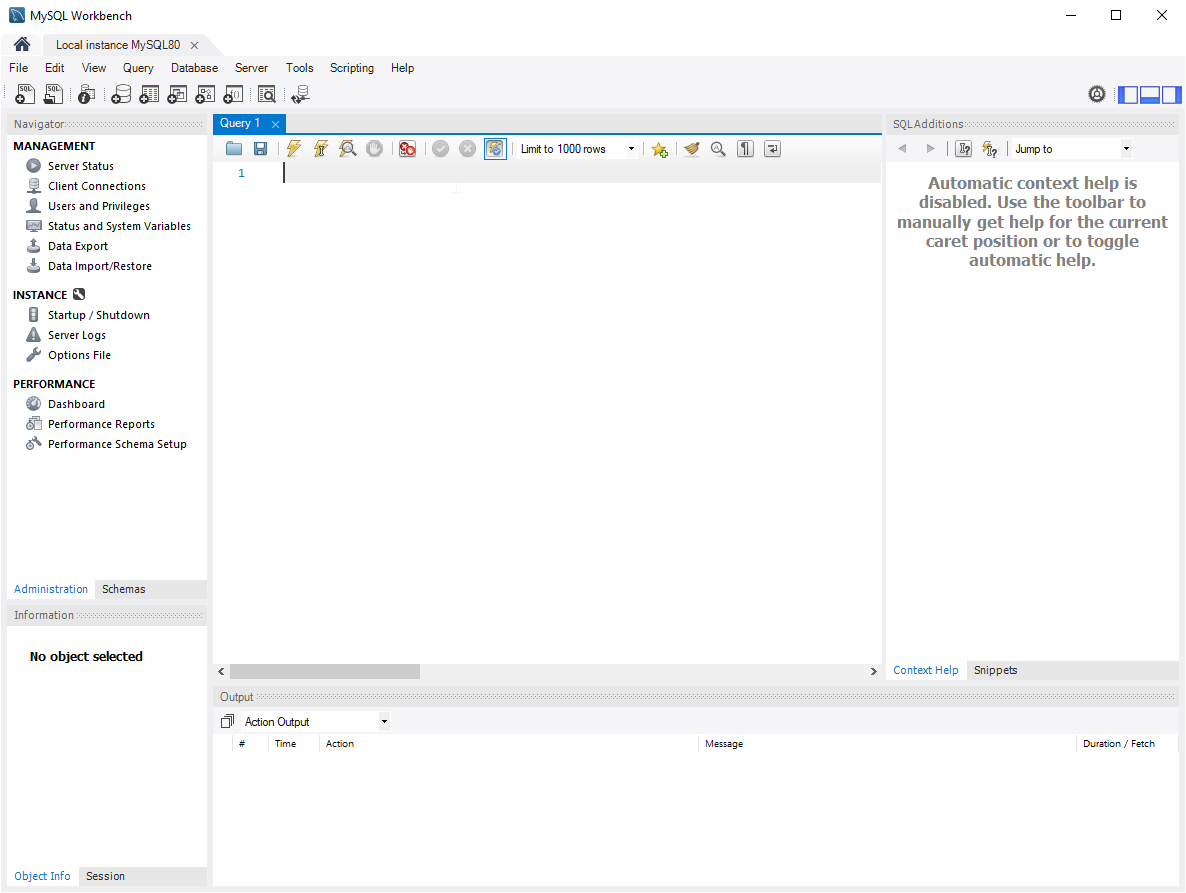 MySQL Workbench
Local instance MySQL80
File Edit View Query Database Server Tools Scripting Help
Navigator
MANAGEMENT
Server Status
Client Connections
Users and Privileges
Status and System Variables
Data Export
Data Import/Restore
INSTANCE
Startup / Shutdown
Server Logs
Options File
PERFORMANCE
Dashboard
Performance Reports
Performance Schema Setup
Administration Schemas
Information
No object selected
Object Info Session
Query 1
Limit to 1000 rows
1
SQLAdditions
Jump to
Automatic context help is
disabled. Use the toolbar to
manually get help for the current
caret position or to toggle
automatic help.
Context Help Snippets
Output
Action Output
# Time Action Message Duration / Fetch